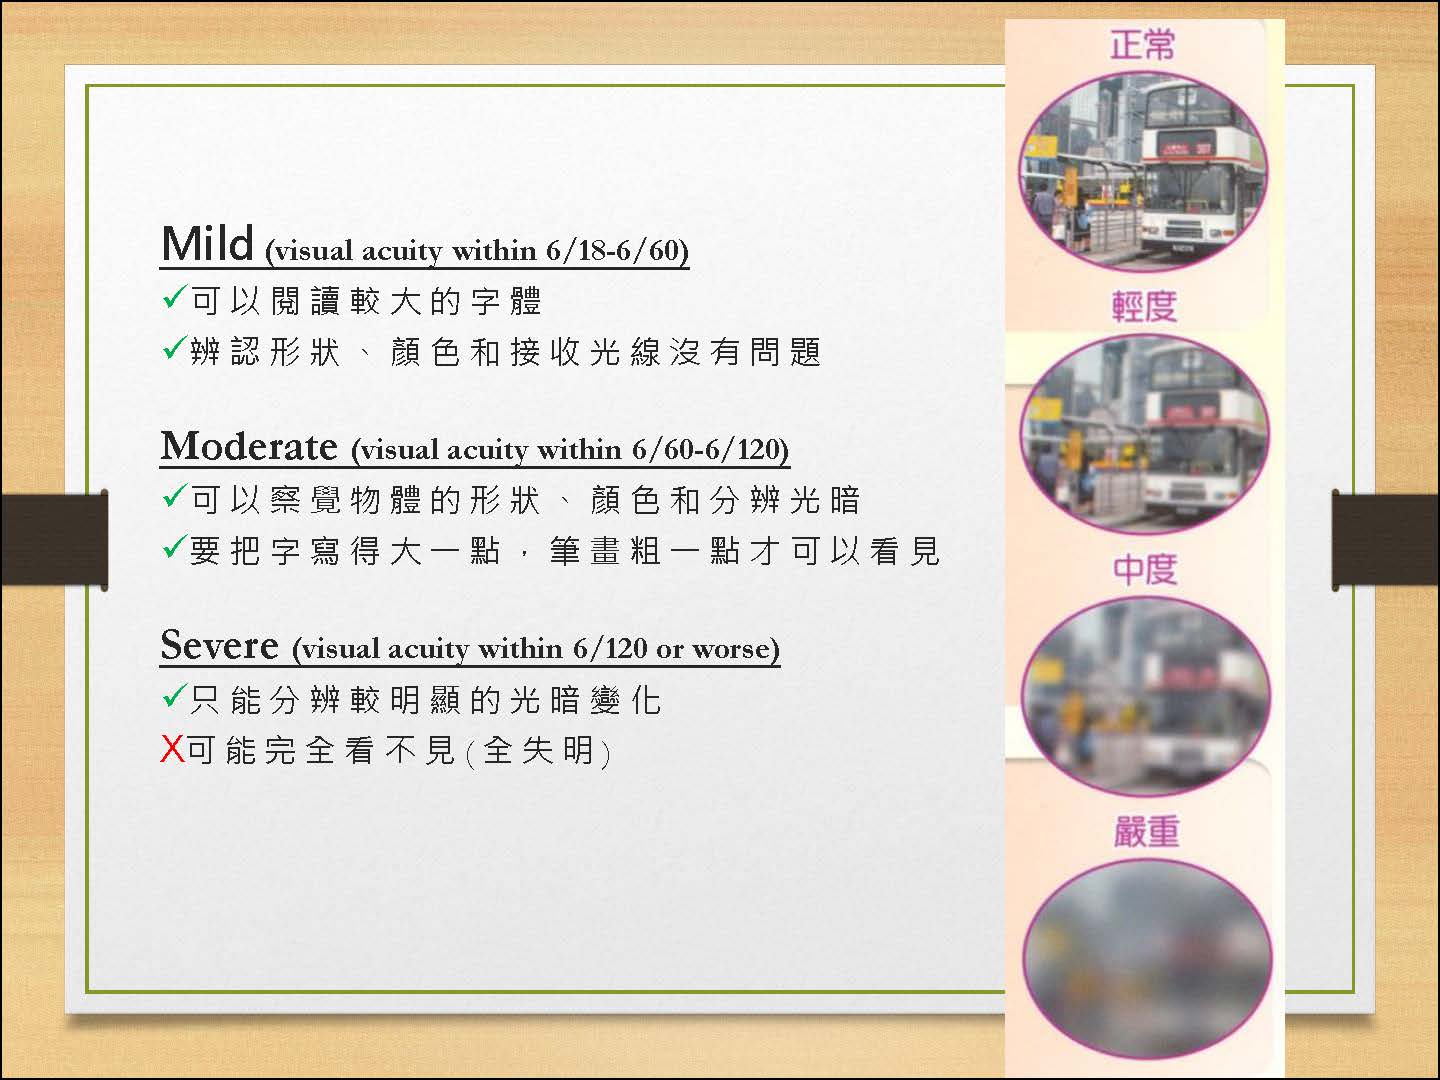 Mild (visual acuity within 6/18-6/60)
✓可以閱讀較大的字體
✓辨認形狀、顏色和接收光線沒有問題
Moderate (visual acuity within 6/60-6/120)
✓可以察覺物體的形狀、顏色和分辨光暗
✓要把字寫得大一點，筆畫粗一點才可以看見
Severe (visual acuity within 6/120 or worse)
✓只能分辨較明顯的光暗變化
X可能完全看不見(全失明)
正常
輕度
中度
嚴重